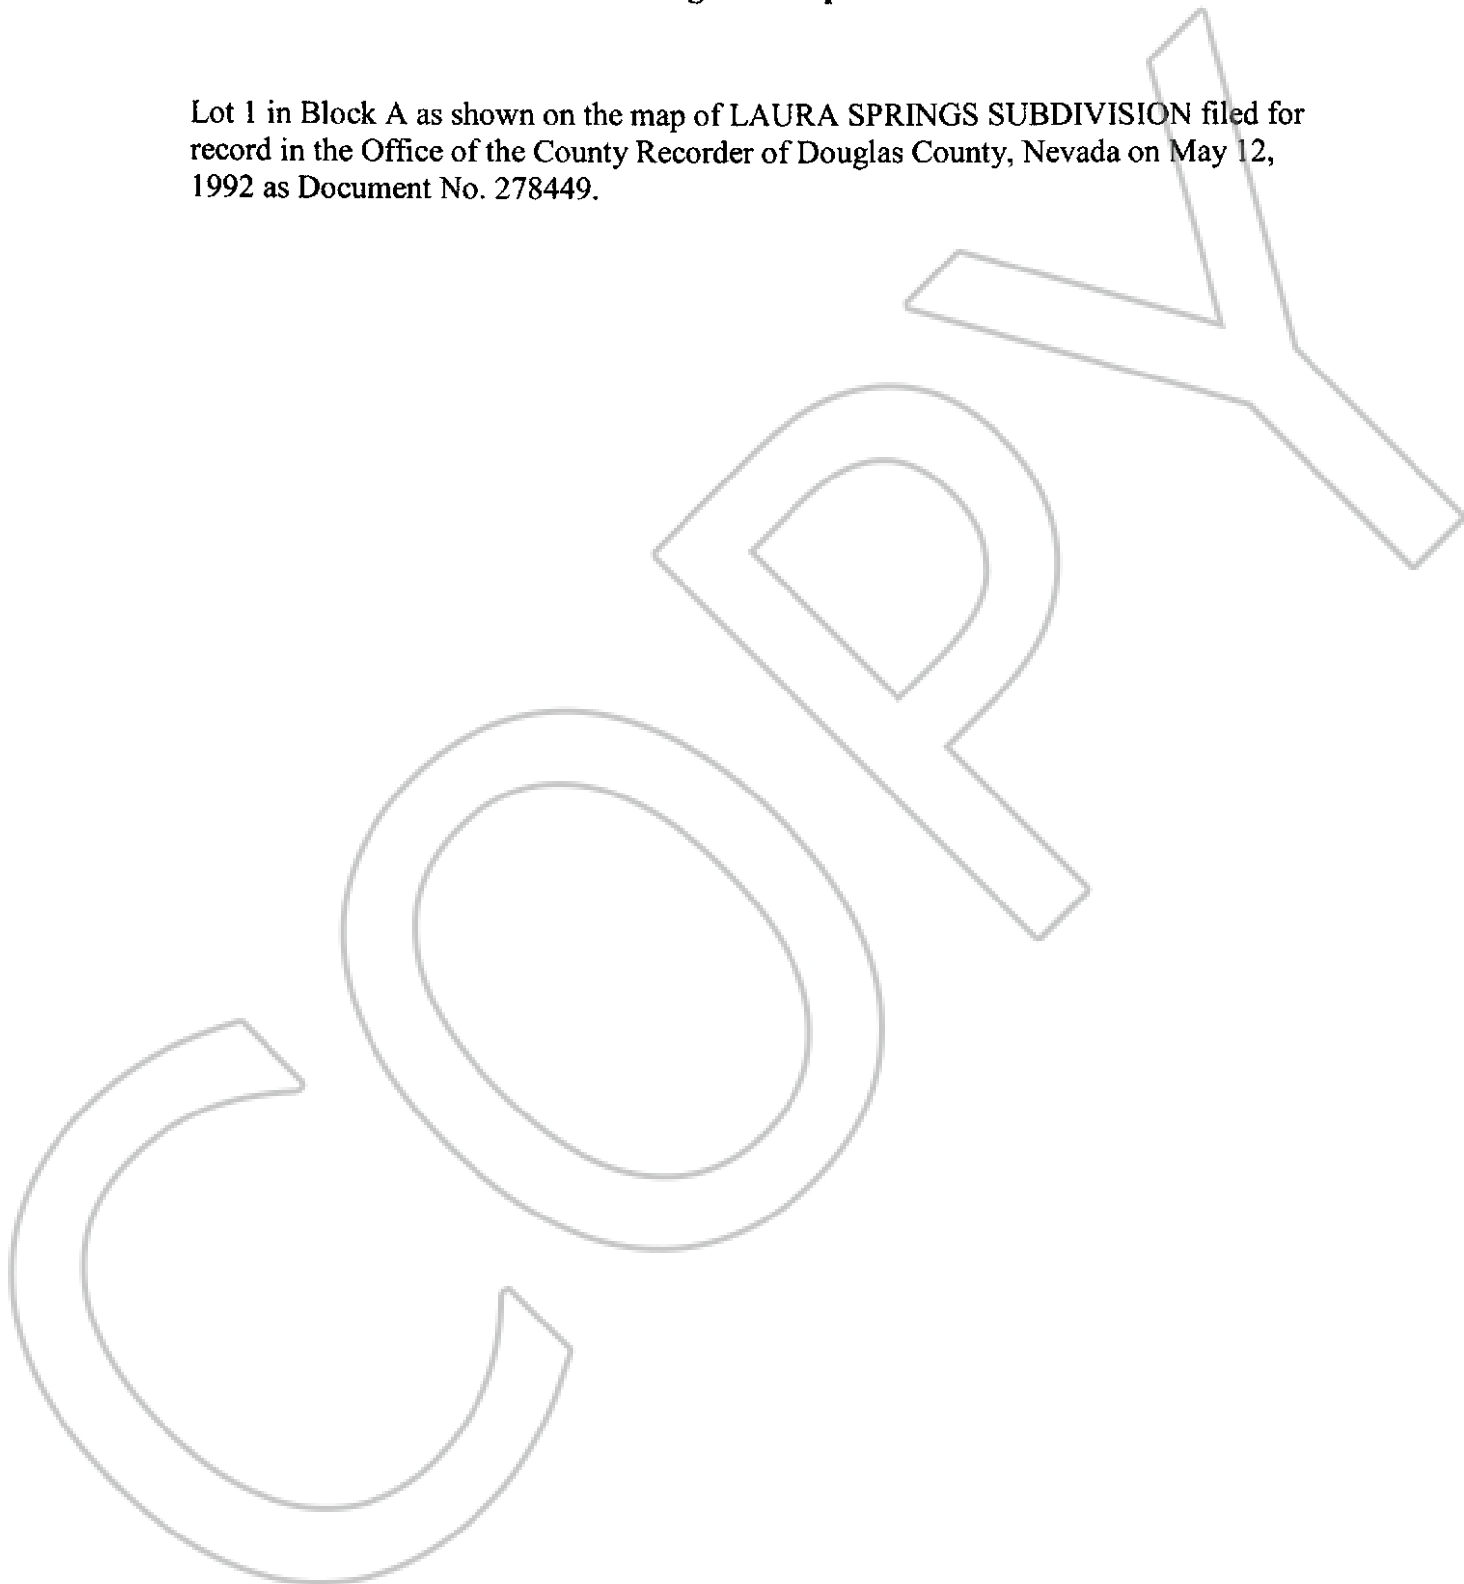 Lot 1 in Block A as shown on the map of LAURA SPRINGS SUBDIVISION filed for
record in the Office of the County Recorder of Douglas County, Nevada on May 12,
1992 as Document No. 278449.
COPY